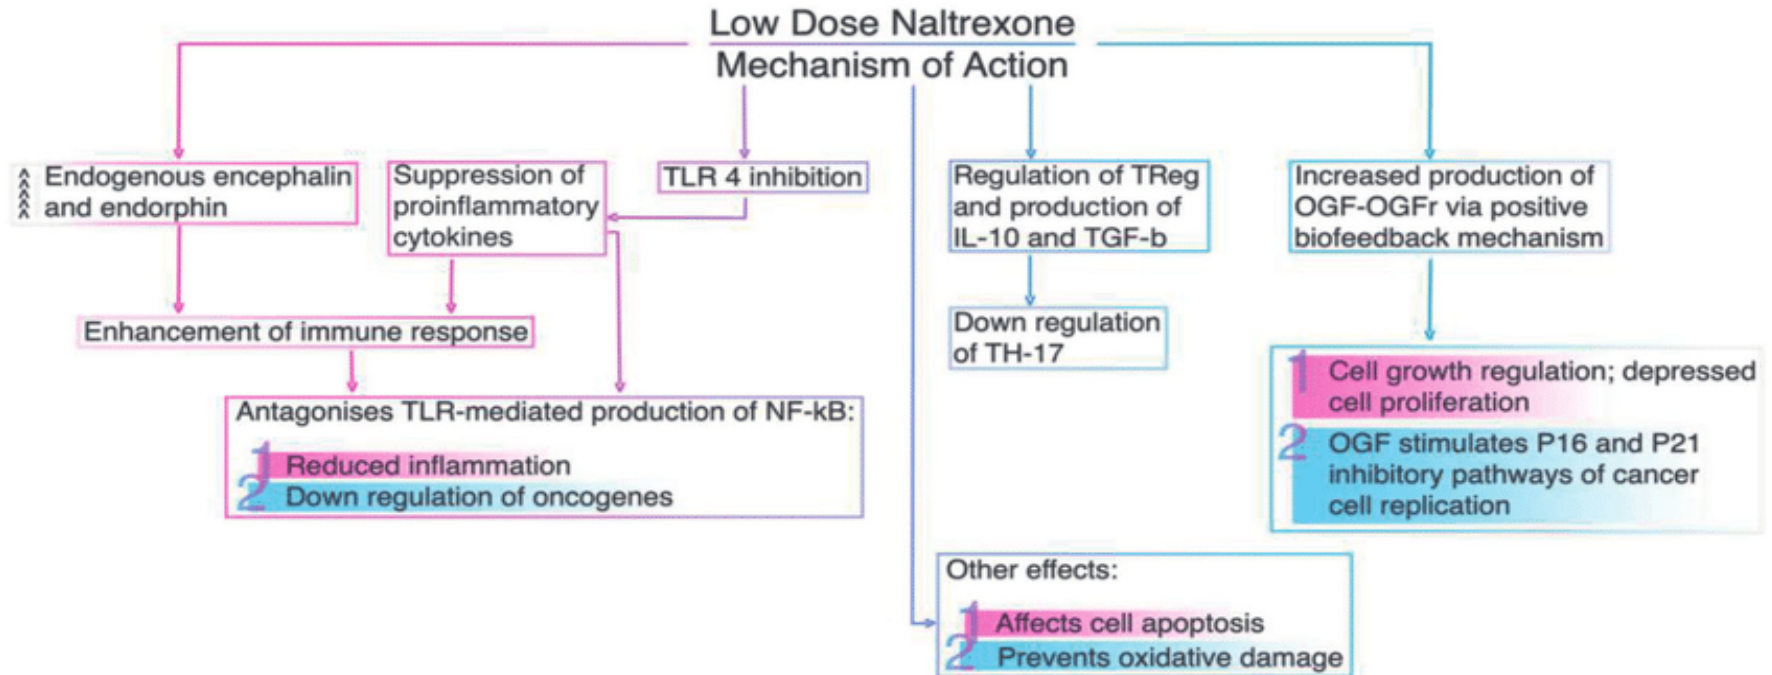 Low Dose Naltrexone
Mechanism of Action
Endogenous encephalin
and endorphin
Suppression of
proinflammatory
cytokines
TLR 4 inhibition
Regulation of TReg
and production of
IL-10 and TGF-b
Increased production of
OGF-OGFr via positive
biofeedback mechanism
Enhancement of immune response
Down regulation
of TH-17
Antagonises TLR-mediated production of NF-kB:
1 Reduced inflammation
2 Down regulation of oncogenes
1 Cell growth regulation; depressed
cell proliferation
2 OGF stimulates P16 and P21
inhibitory pathways of cancer
cell replication
Other effects:
1 Affects cell apoptosis
2 Prevents oxidative damage